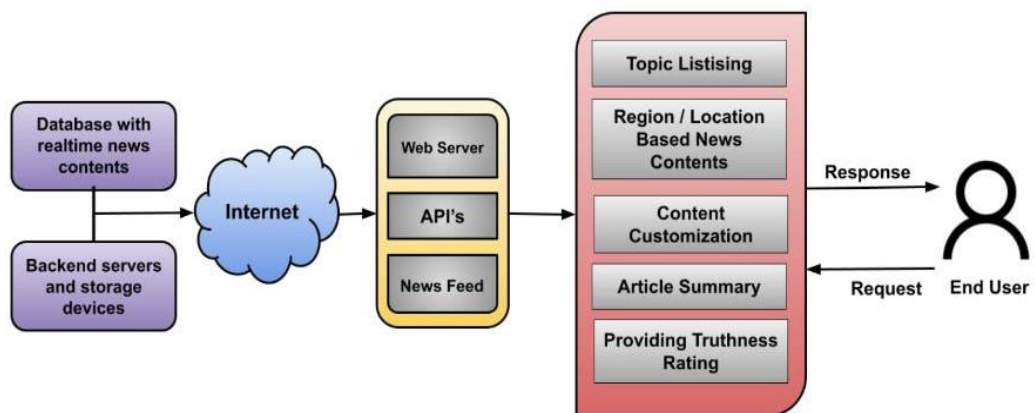 Database with
realtime news
contents
Backend servers
and storage
devices
Internet
Web Server
API's
News Feed
Topic Listising
Region / Location
Based News
Contents
Content
Customization
Article Summary
Providing Truthness
Rating
Response
Request
End User